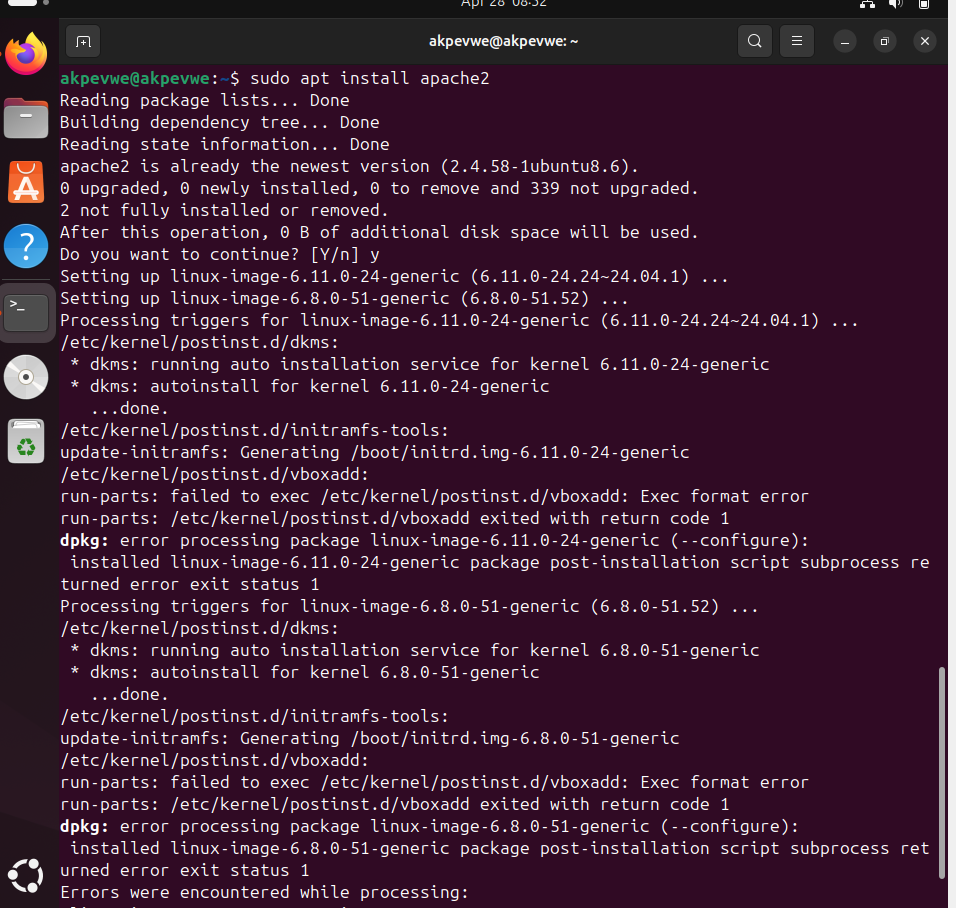 Apr 28 08:52
akpevwe@akpevwe: ~
akpevwe@akpevwe:~$ sudo apt install apache2
Reading package lists... Done
Building dependency tree... Done
Reading state information... Done
apache2 is already the newest version (2.4.58-1ubuntu8.6).
0 upgraded, 0 newly installed, 0 to remove and 339 not upgraded.
2 not fully installed or removed.
After this operation, 0 B of additional disk space will be used.
Do you want to continue? [Y/n] y
Setting up linux-image-6.11.0-24-generic (6.11.0-24.24~24.04.1) ...
Setting up linux-image-6.8.0-51-generic (6.8.0-51.52) ...
Processing triggers for linux-image-6.11.0-24-generic (6.11.0-24.24~24.04.1) ...
/etc/kernel/postinst.d/dkms:
 * dkms: running auto installation service for kernel 6.11.0-24-generic
 * dkms: autoinstall for kernel 6.11.0-24-generic
   ...done.
/etc/kernel/postinst.d/initramfs-tools:
update-initramfs: Generating /boot/initrd.img-6.11.0-24-generic
/etc/kernel/postinst.d/vboxadd:
run-parts: failed to exec /etc/kernel/postinst.d/vboxadd: Exec format error
run-parts: /etc/kernel/postinst.d/vboxadd exited with return code 1
dpkg: error processing package linux-image-6.11.0-24-generic (--configure):
 installed linux-image-6.11.0-24-generic package post-installation script subprocess re
turned error exit status 1
Processing triggers for linux-image-6.8.0-51-generic (6.8.0-51.52) ...
/etc/kernel/postinst.d/dkms:
 * dkms: running auto installation service for kernel 6.8.0-51-generic
 * dkms: autoinstall for kernel 6.8.0-51-generic
   ...done.
/etc/kernel/postinst.d/initramfs-tools:
update-initramfs: Generating /boot/initrd.img-6.8.0-51-generic
/etc/kernel/postinst.d/vboxadd:
run-parts: failed to exec /etc/kernel/postinst.d/vboxadd: Exec format error
run-parts: /etc/kernel/postinst.d/vboxadd exited with return code 1
dpkg: error processing package linux-image-6.8.0-51-generic (--configure):
 installed linux-image-6.8.0-51-generic package post-installation script subprocess ret
urned error exit status 1
Errors were encountered while processing: